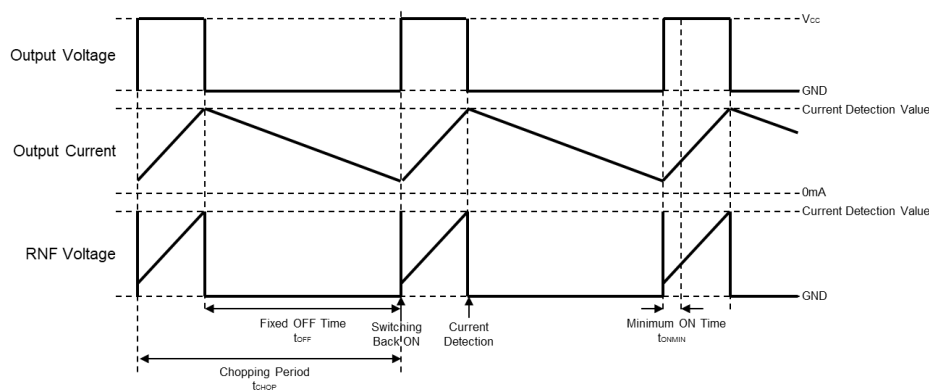 Vcc
Output Voltage
GND
Current Detection Value
Output Current
0mA
Current Detection Value
RNF Voltage
GND
Fixed OFF Time
tOFF
Switching
Back ON
Current
Detection
Minimum ON Time
tONMIN
Chopping Period
tCHOP